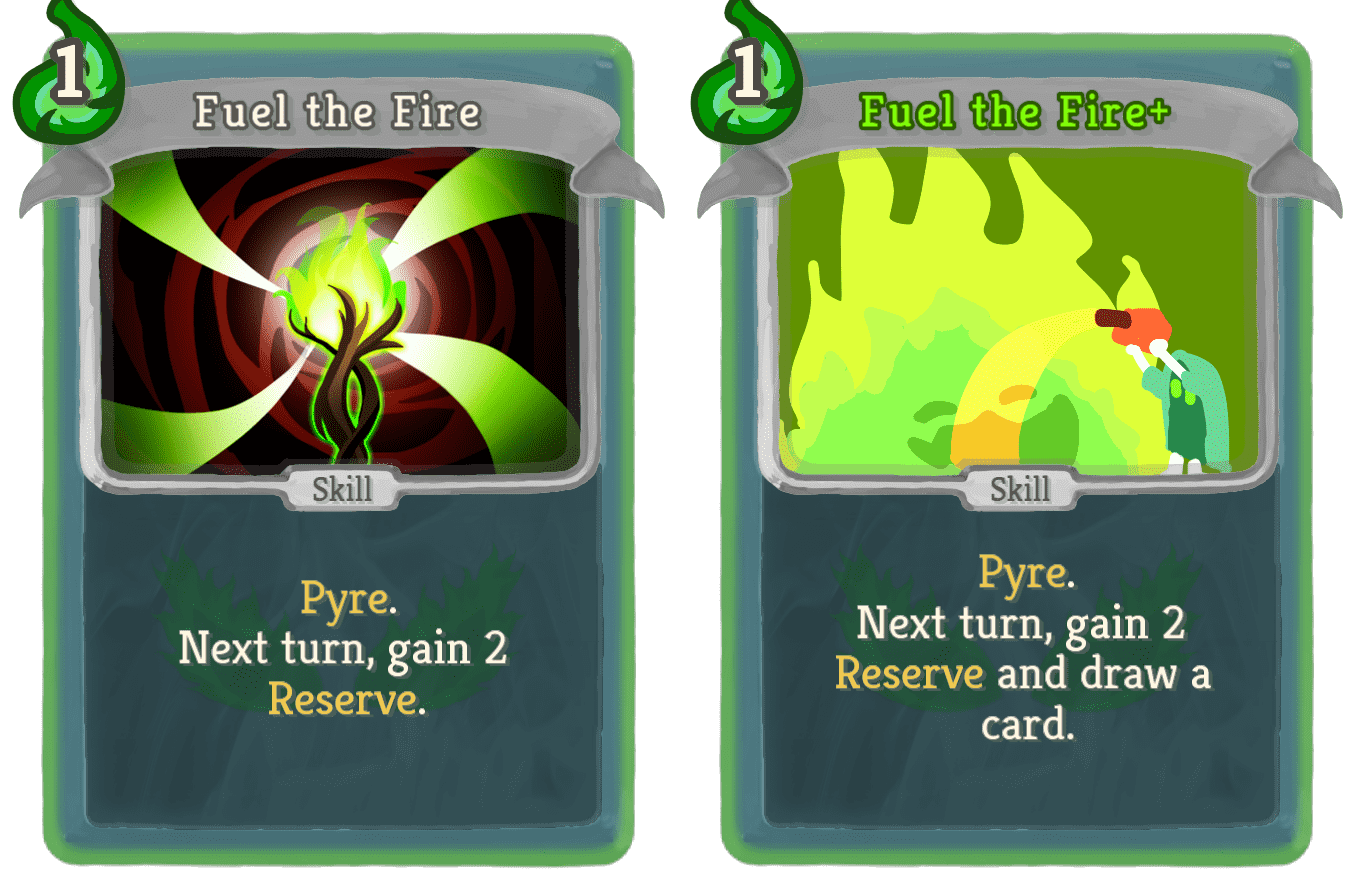 1
Fuel the Fire
Skill
Pyre.
Next turn, gain 2
Reserve.
1
Fuel the Fire+
Skill
Pyre.
Next turn, gain 2
Reserve and draw a
card.